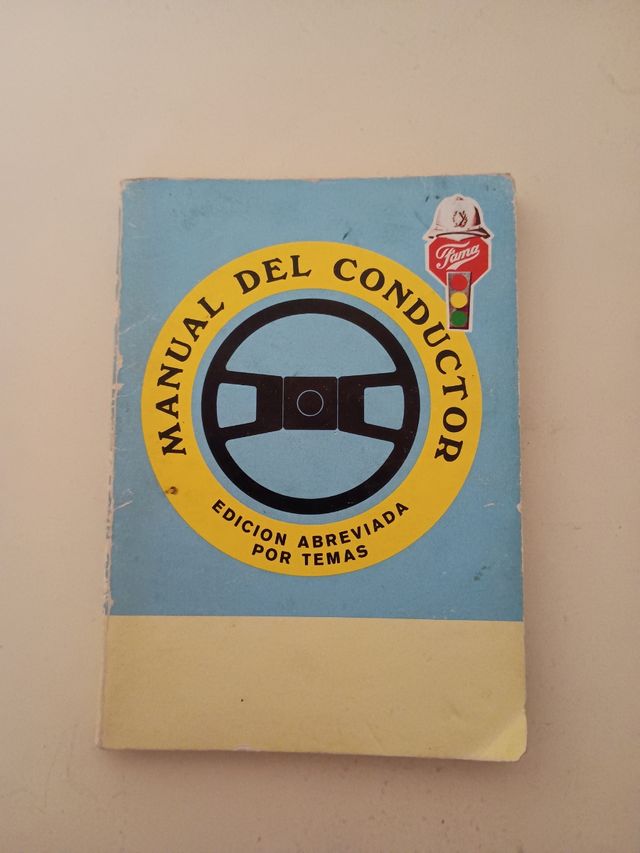 Fama
MANUAL DEL CONDUCTOR
EDICION ABREVIADA
POR TEMAS